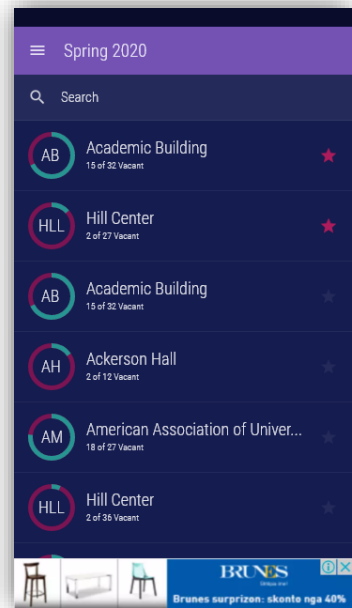 Spring 2020
Search
AB
Academic Building
15 of 32 Vacant
HLL
Hill Center
2 of 27 Vacant
AB
Academic Building
15 of 32 Vacant
AH
Ackerson Hall
2 of 12 Vacant
AM
American Association of Univer...
18 of 27 Vacant
HLL
Hill Center
2 of 36 Vacant
BRUNES
Brunes surprizon: skonto nga 40%